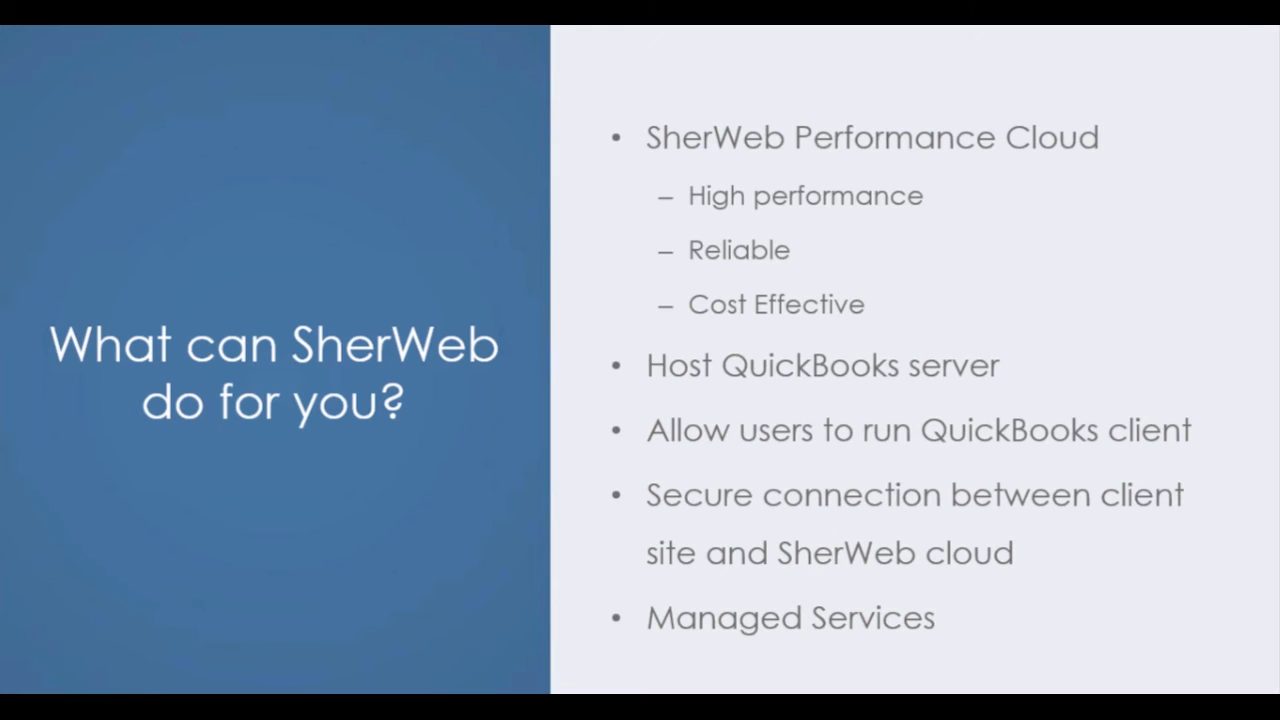 What can SherWeb
do for you?
• SherWeb Performance Cloud
– High performance
– Reliable
– Cost Effective
• Host QuickBooks server
• Allow users to run QuickBooks client
• Secure connection between client
site and SherWeb cloud
• Managed Services